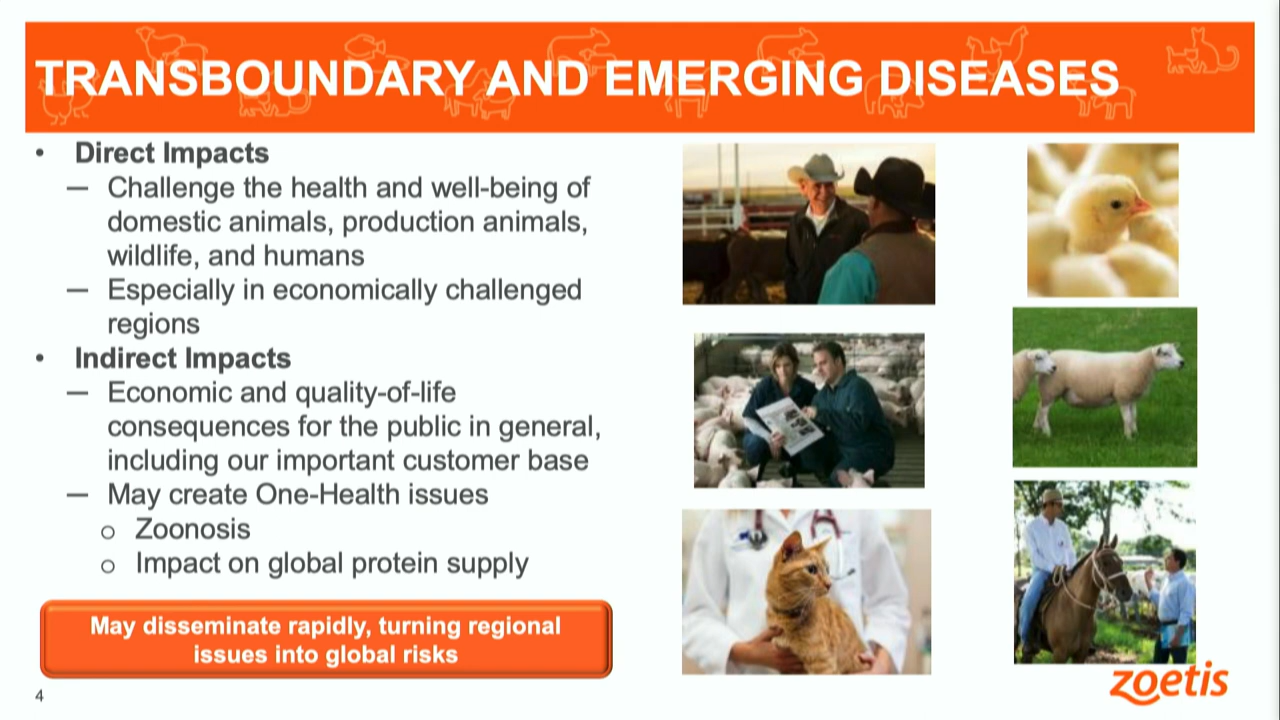 TRANSBOUNDARY AND EMERGING DISEASES
• Direct Impacts
— Challenge the health and well-being of
domestic animals, production animals,
wildlife, and humans
— Especially in economically challenged
regions
• Indirect Impacts
— Economic and quality-of-life
consequences for the public in general,
including our important customer base
— May create One-Health issues
o Zoonosis
o Impact on global protein supply
May disseminate rapidly, turning regional
issues into global risks
4
zoetis